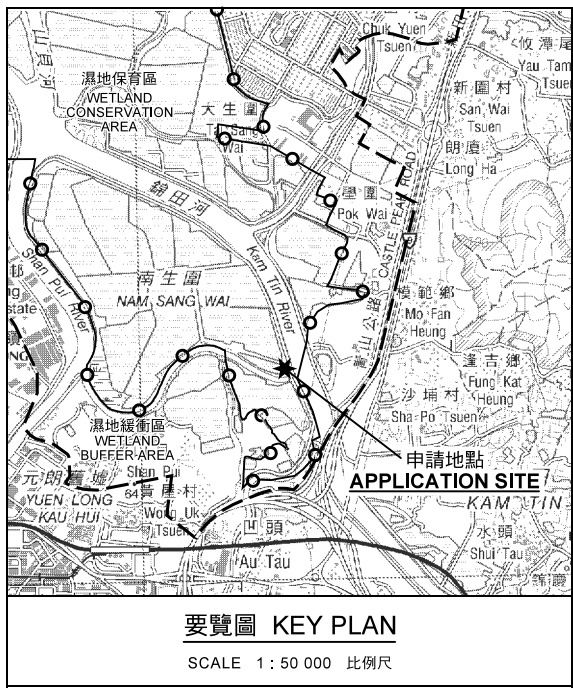 Chuk Yuen
Tsuen
攸潭尾
Yau Tam
Tsuen
濕地保育區
WETLAND
CONSERVATION
AREA
大生圍
Tai Sang
Wai
新圍村
San Wai
Tsuen
朗廈
Long Ha
錦田河
壆圍
Pok Wai
CASTLE PEAK ROAD
Shan Pui River
Kam Tin River
南生圍
NAM SANG WAI
青山公路
模範鄉
Mo Fan
Heung
逢吉鄉
Fung Kat
Heung
沙埔村
Sha Po Tsuen
濕地緩衝區
WETLAND
BUFFER AREA
申請地點
APPLICATION SITE
元朗舊墟
YUEN LONG
KAU HUI
Shan Pui
64
黃屋村
Wong Uk
Tsuen
凹頭
Au Tau
KAM TIN
水頭
Shui Tau
錦慶
要覽圖 KEY PLAN
SCALE 1 : 50 000 比例尺